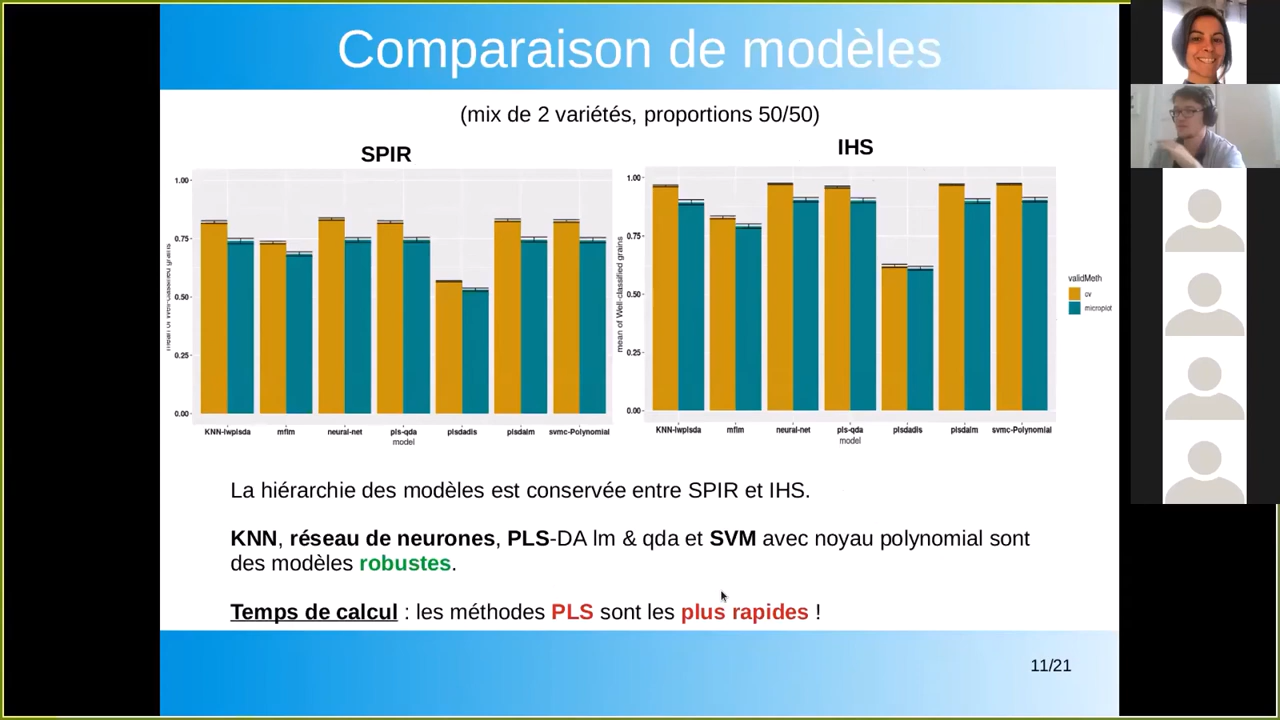 Comparaison de modèles
(mix de 2 variétés, proportions 50/50)
SPIR
IHS
1.00
0.75
0.50
0.25
0.00
KNN-lwplsda mflm neural-net pls-qda plsdadis plsdalm svmc-Polynomial
model
mean of Well-classified grains
1.00
0.75
0.50
0.25
0.00
KNN-lwplsda mflm neural-net pls-qda plsdadis plsdalm svmc-Polynomial
model
validMeth
cv
microplot
La hiérarchie des modèles est conservée entre SPIR et IHS.
KNN, réseau de neurones, PLS-DA lm & qda et SVM avec noyau polynomial sont
des modèles robustes.
Temps de calcul : les méthodes PLS sont les plus rapides !
11/21